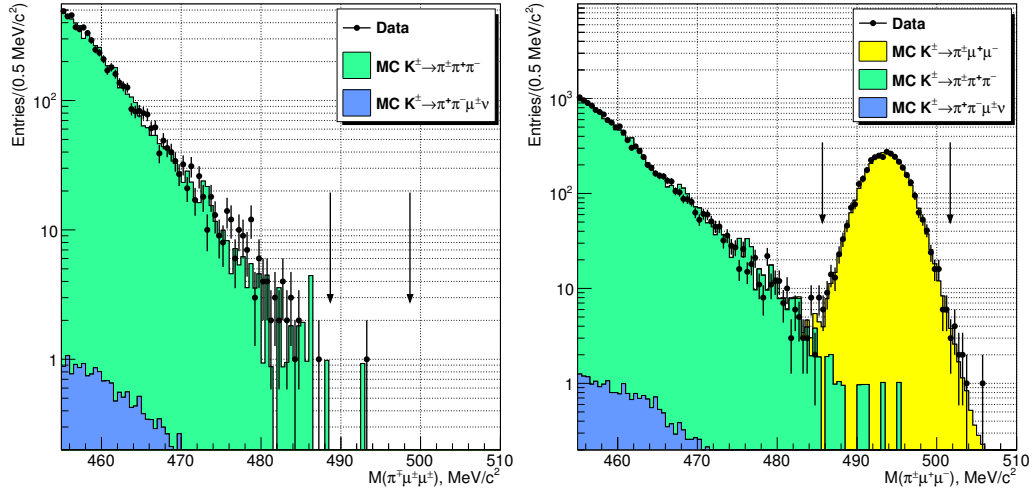 Entries/(0.5 MeV/c²)
10²
10
1
Data
MC K±→π±π⁺π⁻
MC K±→π⁺π⁻μ±ν
460 470 480 490 500 510
M(π∓μ±μ±), MeV/c²
Entries/(0.5 MeV/c²)
10³
10²
10
1
Data
MC K±→π±μ⁺μ⁻
MC K±→π±π⁺π⁻
MC K±→π⁺π⁻μ±ν
460 470 480 490 500 510
M(π±μ⁺μ⁻), MeV/c²